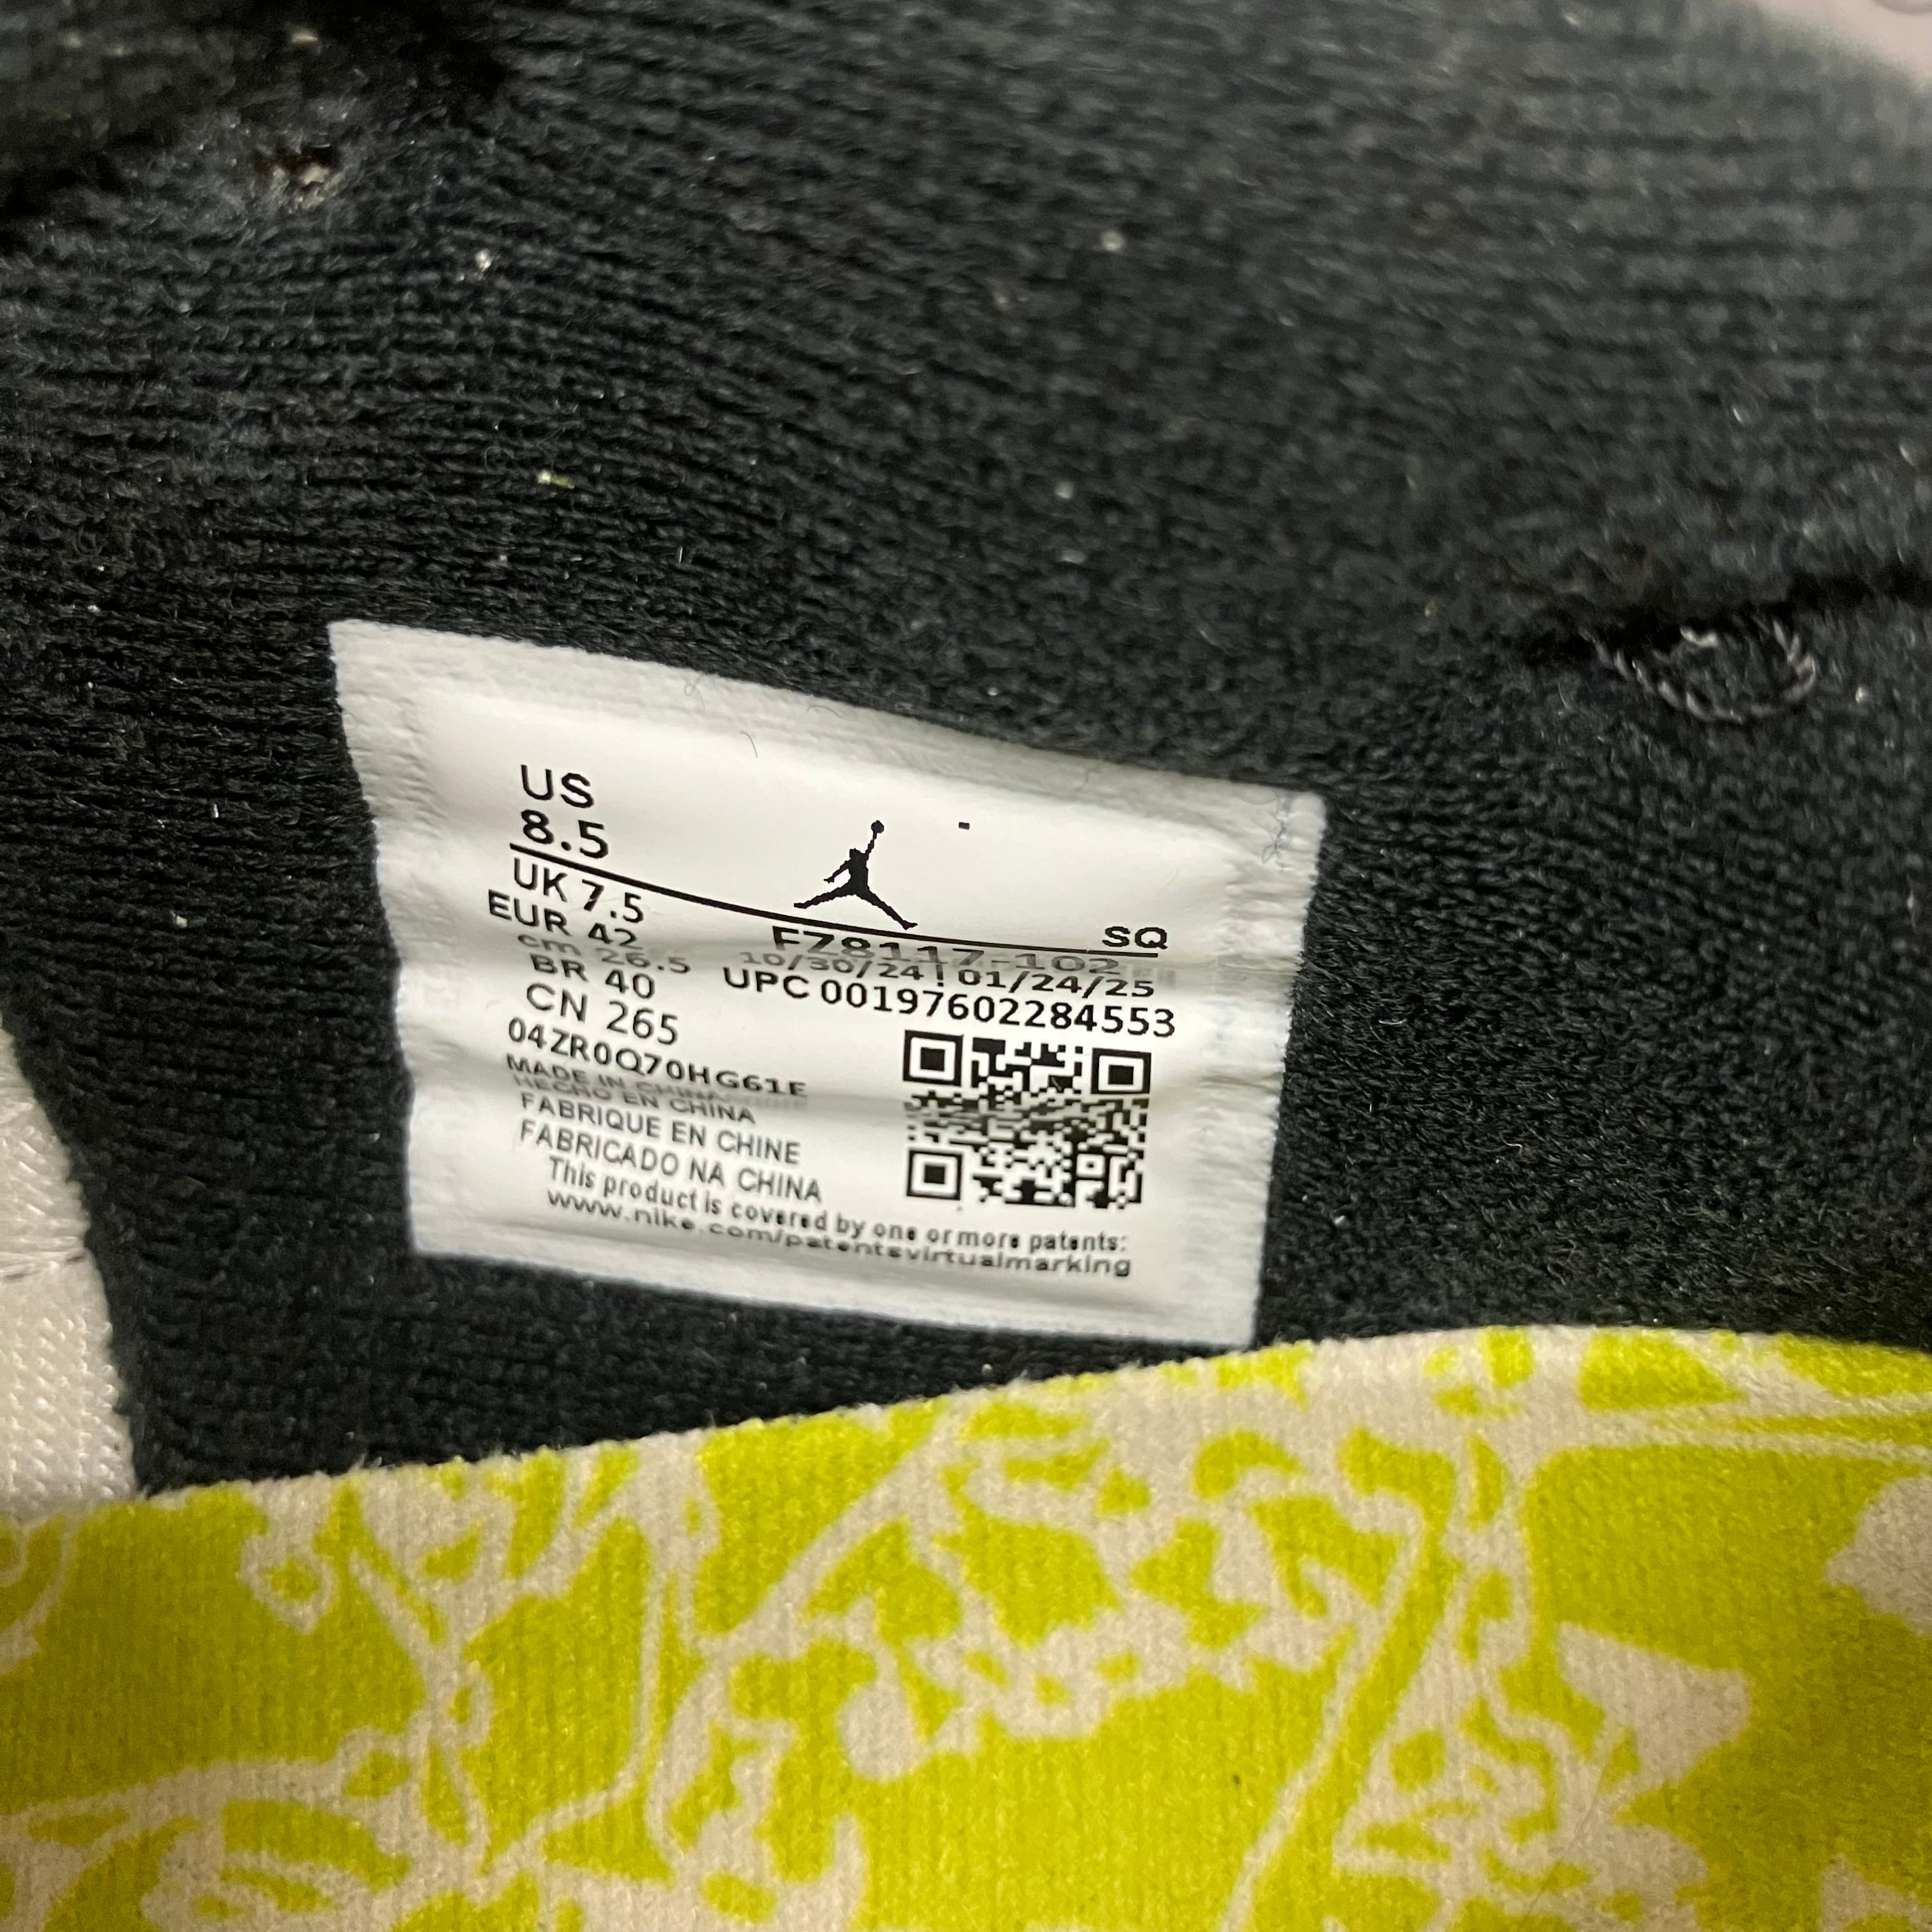 US
8.5
SQ
UK 7.5
EUR 42
cm 26.5
BR 40
CN 265
FZ8117-102
10/30/24 | 01/24/25
UPC 00197602284553
04ZR0Q70HG61E
MADE IN CHINA
HECHO EN CHINA
FABRIQUE EN CHINE
FABRICADO NA CHINA
This product is covered by one or more patents:
www.nike.com/patentsvirtualmarking